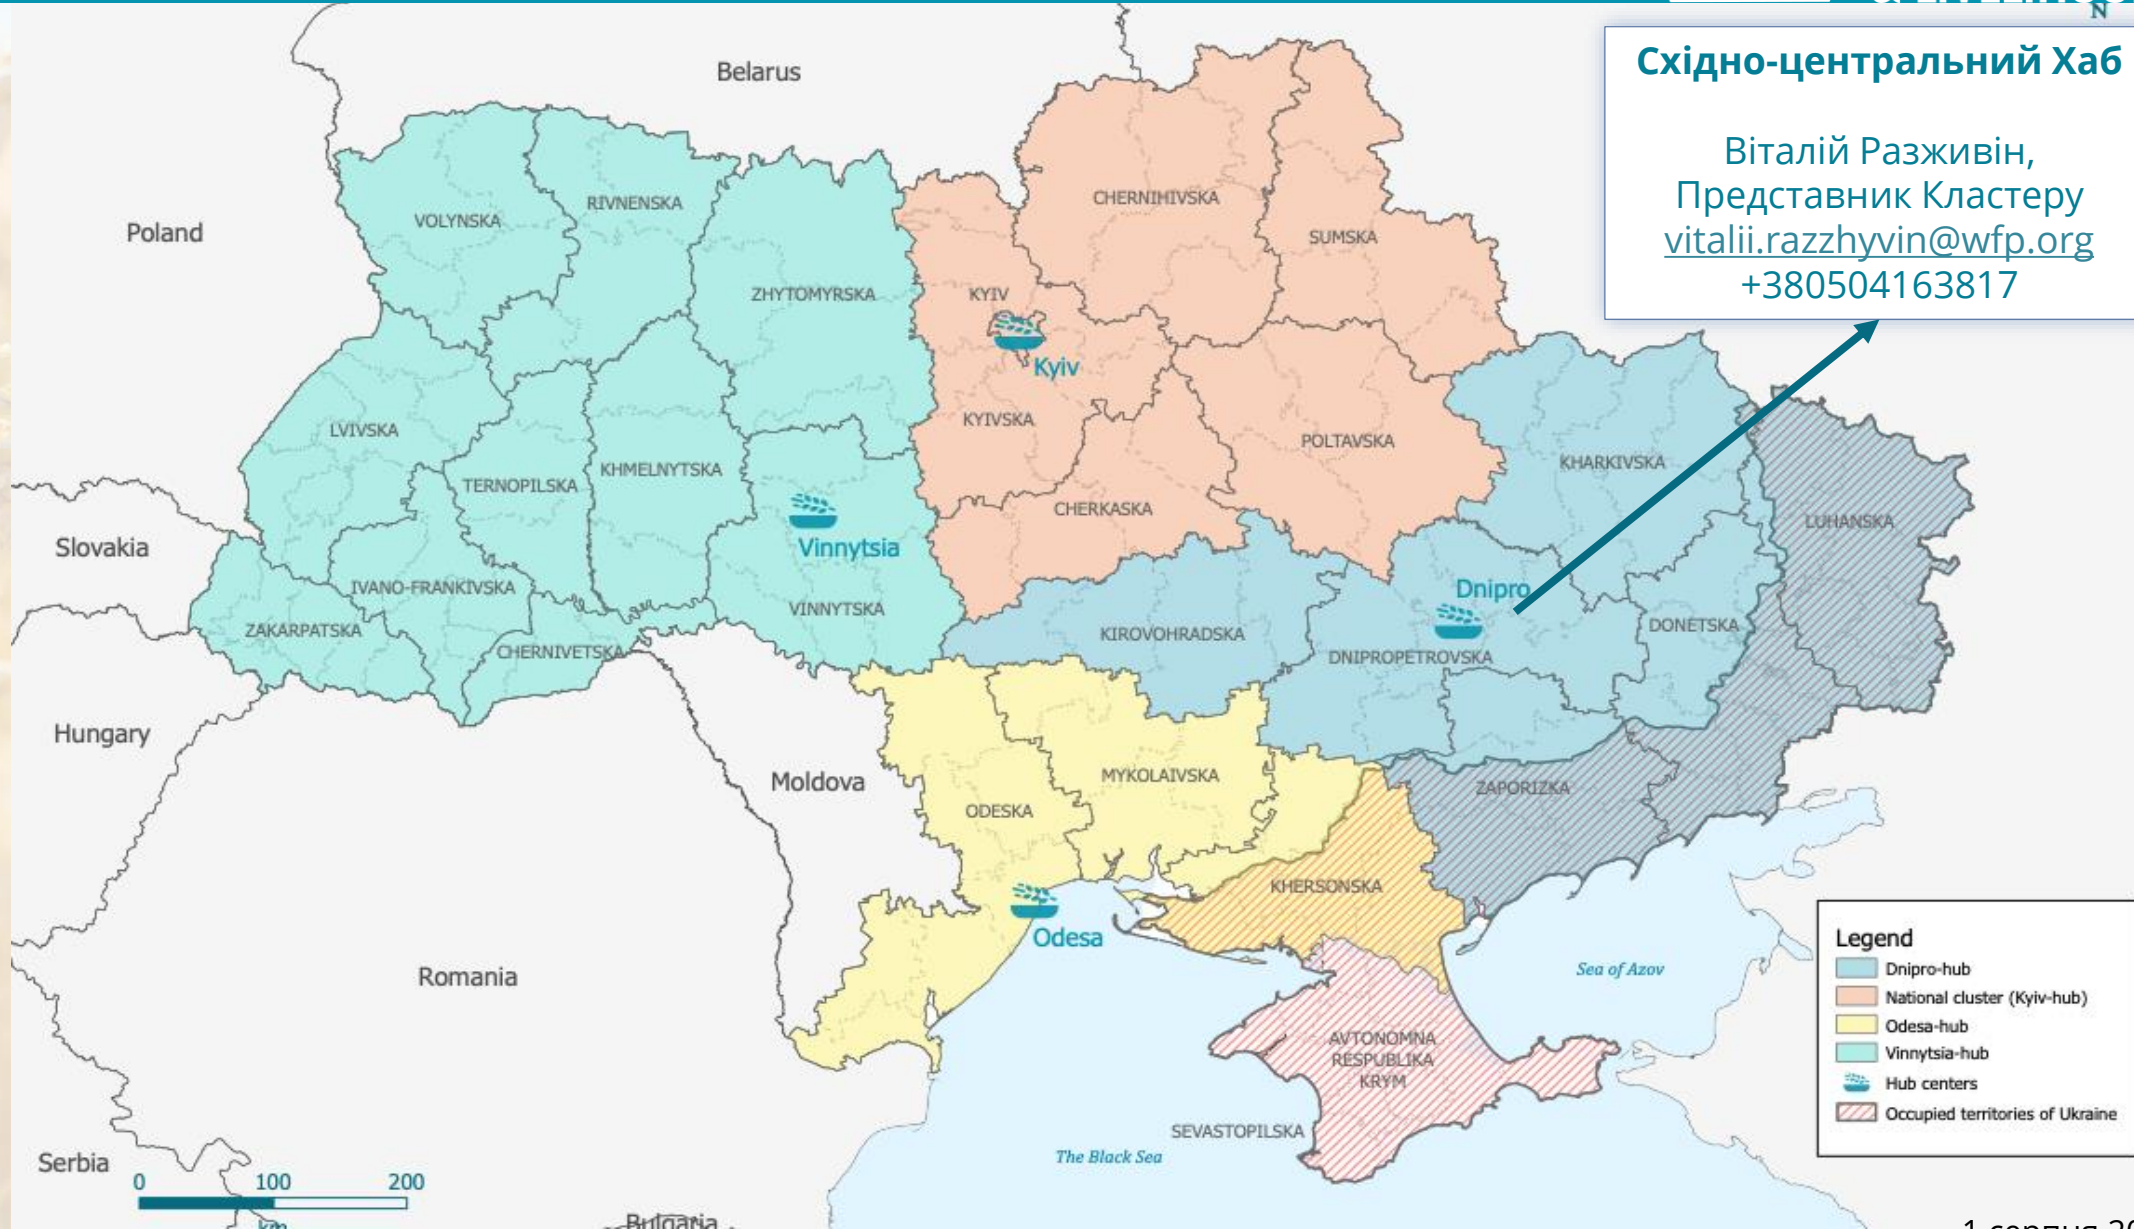 N
Східно-центральний Хаб
Віталій Разживін,
Представник Кластеру
vitalii.razzhyvin@wfp.org
+380504163817
Belarus
Poland
VOLYNSKA
RIVNENSKA
ZHYTOMYRSKA
CHERNIHIVSKA
SUMSKA
KYIV
Kyiv
KYIVSKA
LVIVSKA
TERNOPILSKA
KHMELNYTSKA
POLTAVSKA
KHARKIVSKA
CHERKASKA
LUHANSKA
Slovakia
Vinnytsia
IVANO-FRANKIVSKA
VINNYTSKA
Dnipro
ZAKARPATSKA
CHERNIVETSKA
KIROVOHRADSKA
DNIPROPETROVSKA
DONETSKA
Hungary
Moldova
MYKOLAIVSKA
ODESKA
ZAPORIZKA
KHERSONSKA
Odesa
Romania
Sea of Azov
AVTONOMNA
RESPUBLIKA
KRYM
SEVASTOPILSKA
The Black Sea
Serbia
0 100 200
km
Bulgaria
Legend
Dnipro-hub
National cluster (Kyiv-hub)
Odesa-hub
Vinnytsia-hub
Hub centers
Occupied territories of Ukraine
1 серпня